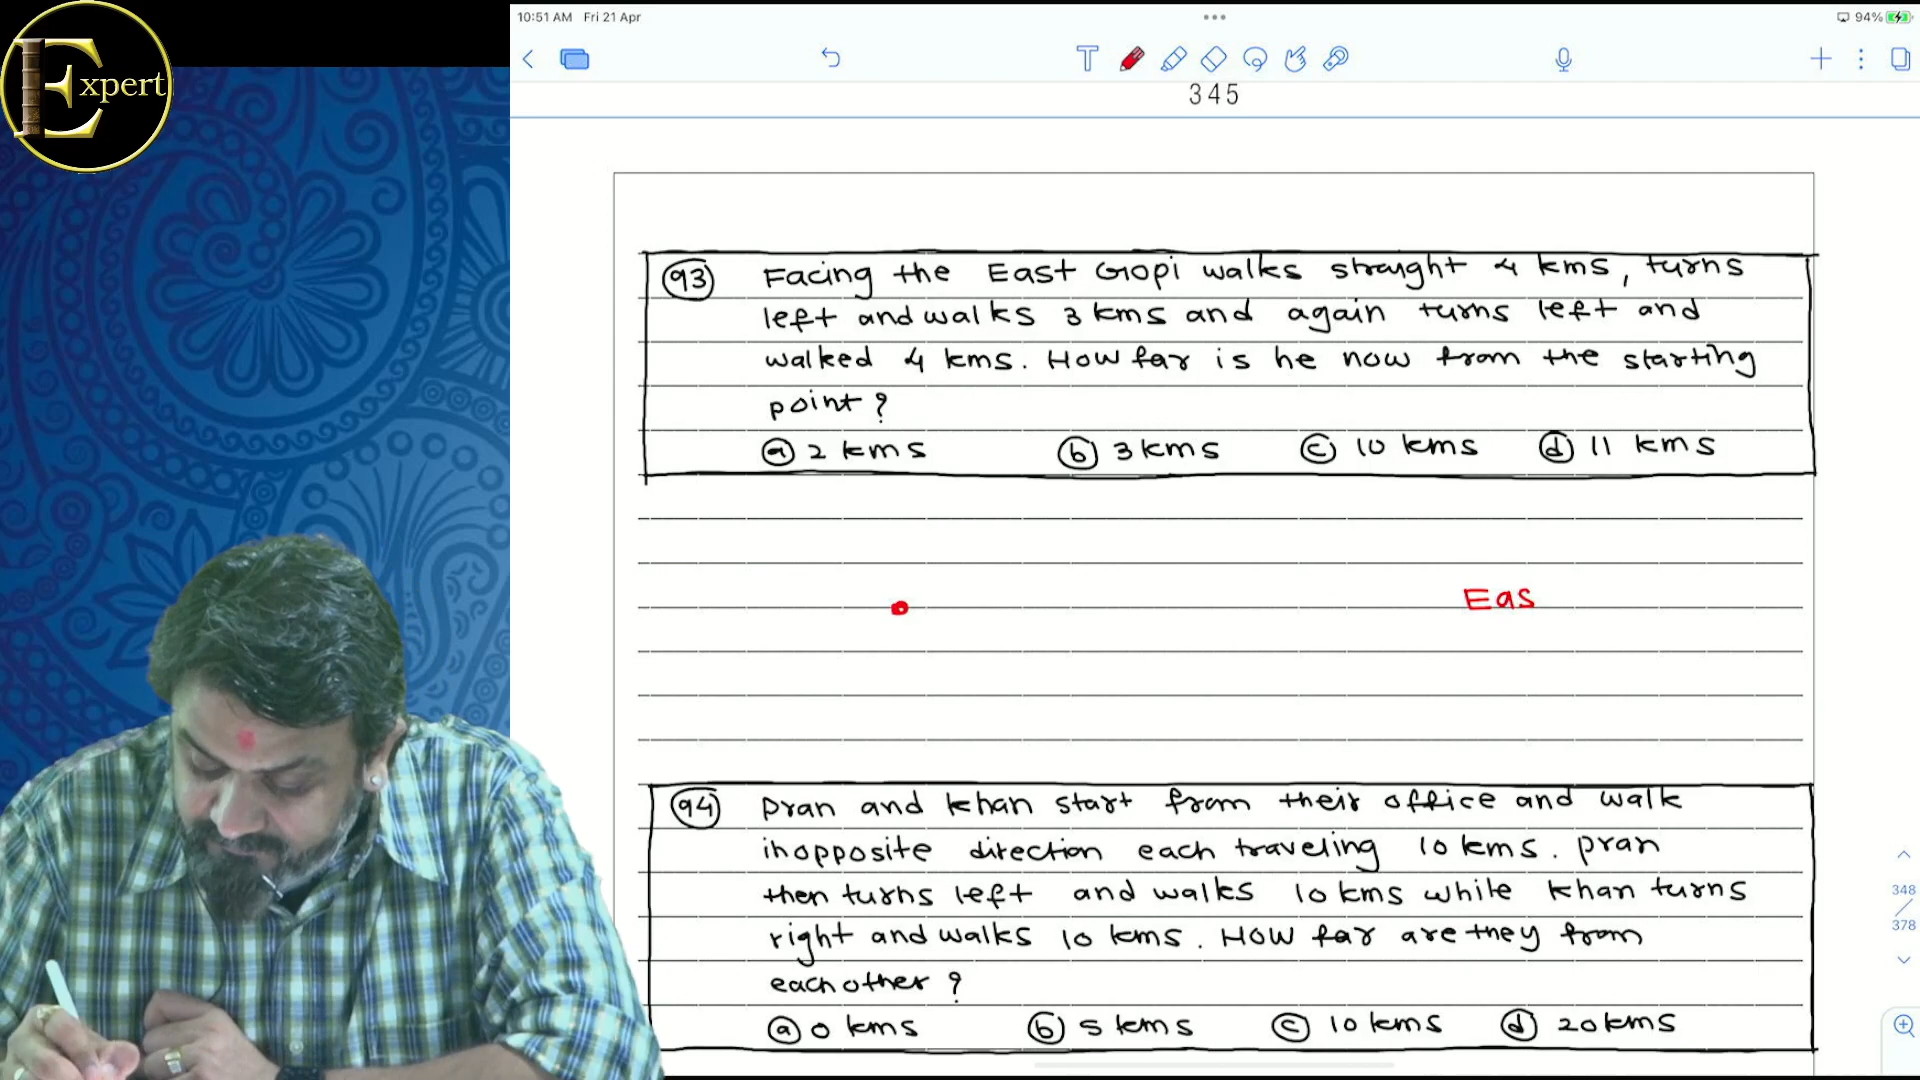 Expert
10:51 AM Fri 21 Apr
94%
T
345
93 Facing the East Gopi walks straight 4 kms, turns
left and walks 3 kms and again turns left and
walked 4 kms. How far is he now from the starting
point?
a 2 kms b 3 kms c 10 kms d 11 kms
Eas
94 Pran and Khan start from their office and walk
in opposite direction each traveling 10 kms. Pran
then turns left and walks 10 kms while Khan turns
right and walks 10 kms. How far are they from
each other?
a 0 kms b 5 kms c 10 kms d 20 kms
348
378